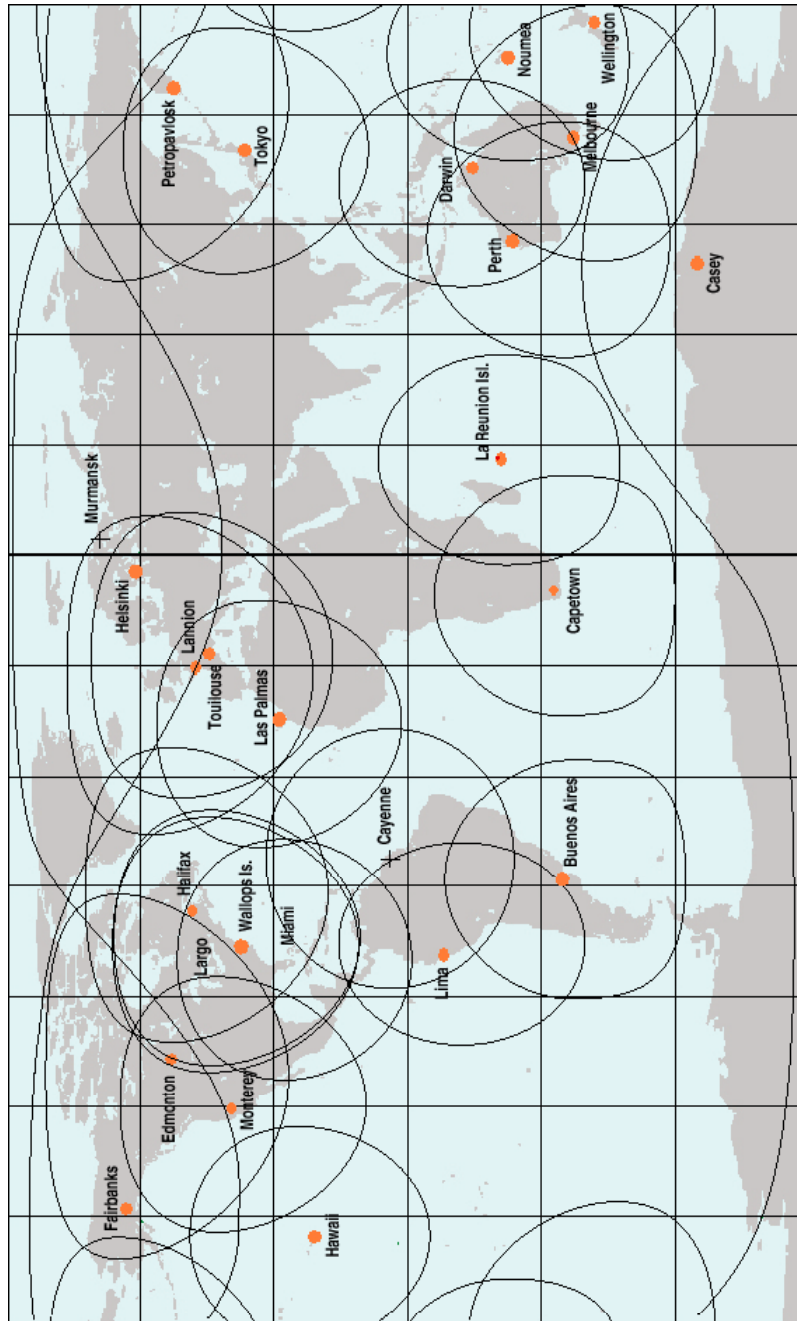 Fairbanks
Hawaii
Monterey
Edmonton
Largo
Wallops Is.
Halifax
Miami
Lima
Cayenne
Buenos Aires
Las Palmas
Touilouse
Lannion
Helsinki
Murmansk
Capetown
La Reunion Isl.
Casey
Perth
Darwin
Melbourne
Tokyo
Petropavlosk
Noumea
Wellington